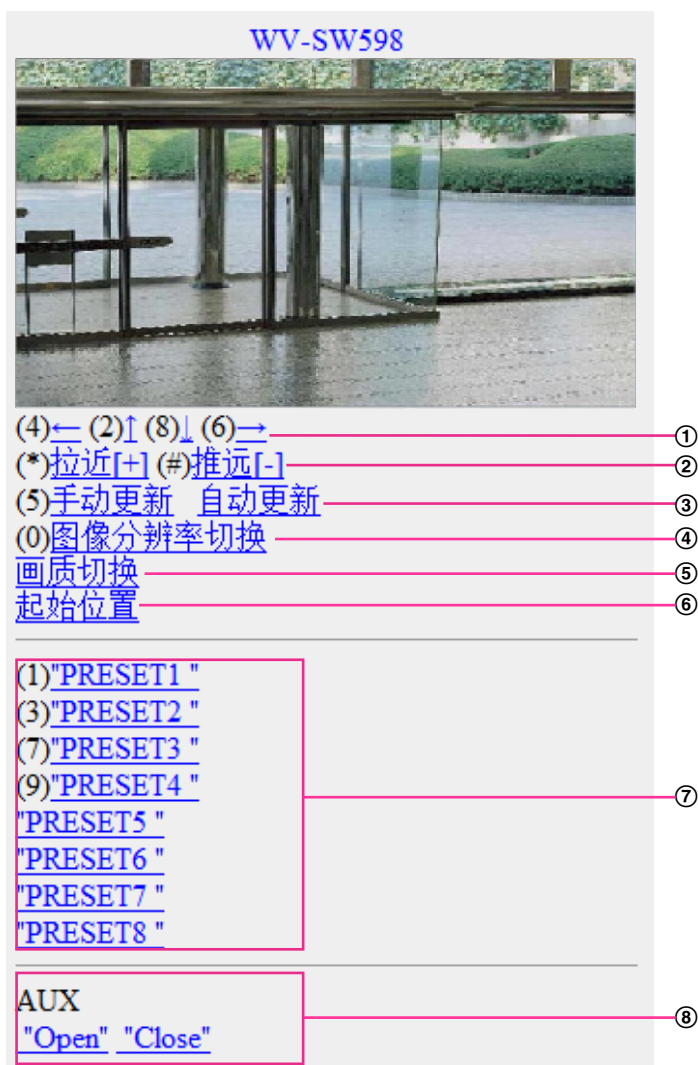 WV-SW598
(4)← (2)↑ (8)↓ (6)→ ①
(*)拉近[+] (#)推远[-] ②
(5)手动更新 自动更新 ③
(0)图像分辨率切换 ④
画质切换 ⑤
起始位置 ⑥
(1)"PRESET1 "
(3)"PRESET2 "
(7)"PRESET3 "
(9)"PRESET4 " ⑦
"PRESET5 "
"PRESET6 "
"PRESET7 "
"PRESET8 "
AUX ⑧
"Open" "Close"